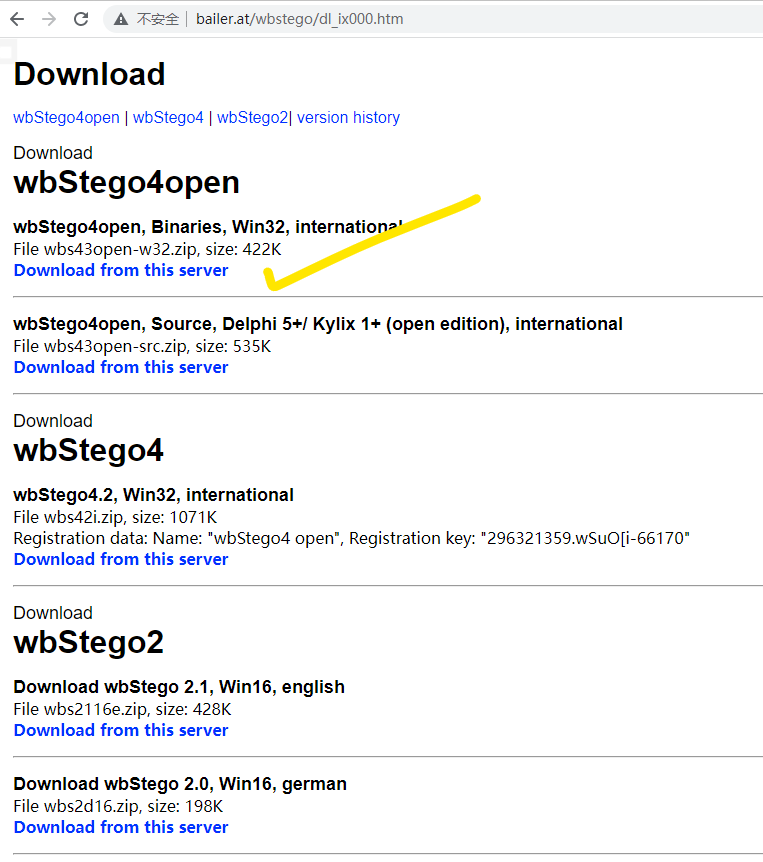 不安全 | bailer.at/wbstego/dl_ix000.htm
Download
wbStego4open | wbStego4 | wbStego2| version history
Download
wbStego4open
wbStego4open, Binaries, Win32, international
File wbs43open-w32.zip, size: 422K
Download from this server
wbStego4open, Source, Delphi 5+/ Kylix 1+ (open edition), international
File wbs43open-src.zip, size: 535K
Download from this server
Download
wbStego4
wbStego4.2, Win32, international
File wbs42i.zip, size: 1071K
Registration data: Name: "wbStego4 open", Registration key: "296321359.wSuO[i-66170"
Download from this server
Download
wbStego2
Download wbStego 2.1, Win16, english
File wbs2116e.zip, size: 428K
Download from this server
Download wbStego 2.0, Win16, german
File wbs2d16.zip, size: 198K
Download from this server